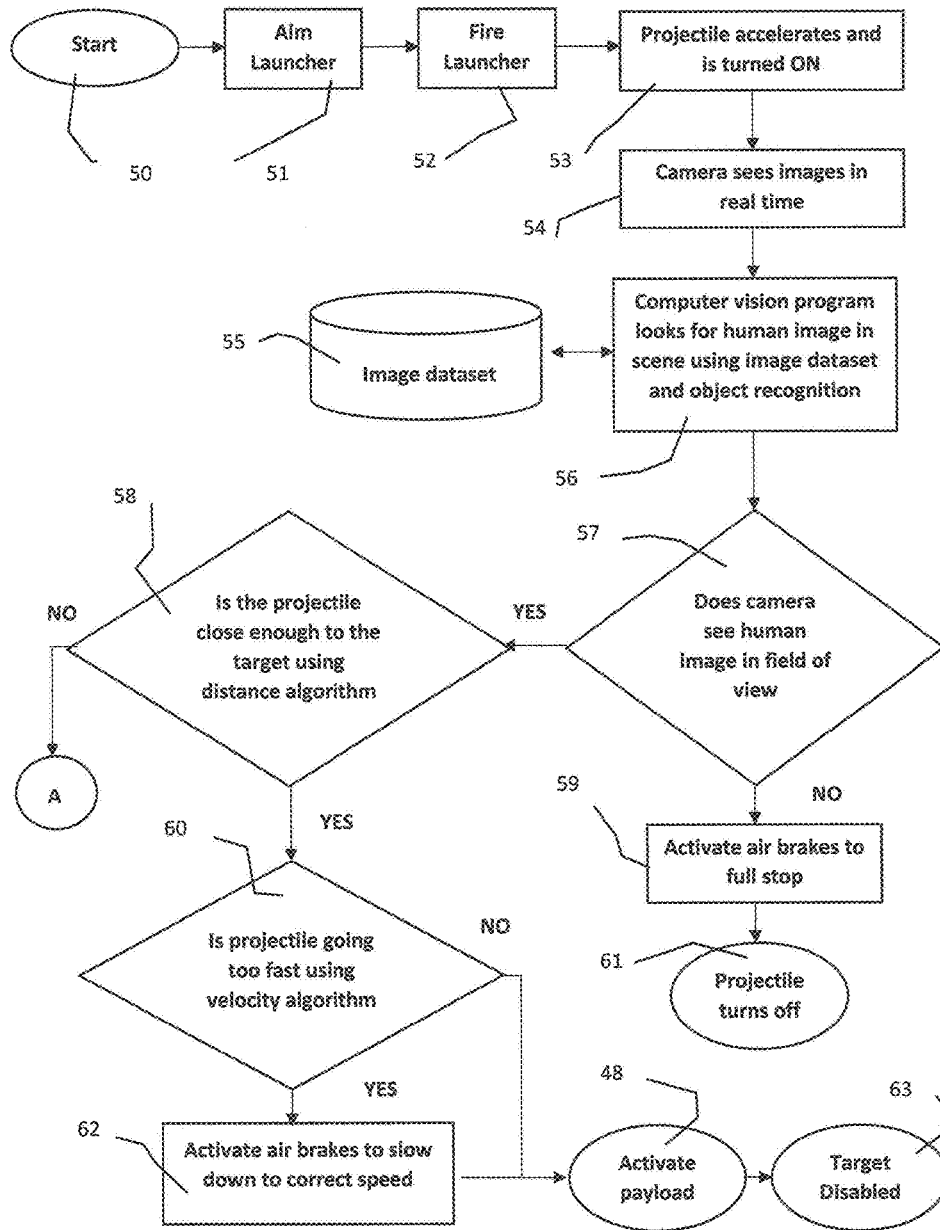 Start
Aim
Launcher
Fire
Launcher
Projectile accelerates and
is turned ON
50
51
52
53
Camera sees images in
real time
54
Computer vision program
looks for human image in
scene using image dataset
and object recognition
55
Image dataset
56
58
57
NO
Is the projectile
close enough to the
target using
distance algorithm
YES
Does camera
see human
image in field of
view
A
59
NO
YES
60
Activate air brakes to
full stop
Is projectile going
too fast using
velocity algorithm
NO
61
Projectile
turns off
YES
48
63
62
Activate air brakes to slow
down to correct speed
Activate
payload
Target
Disabled